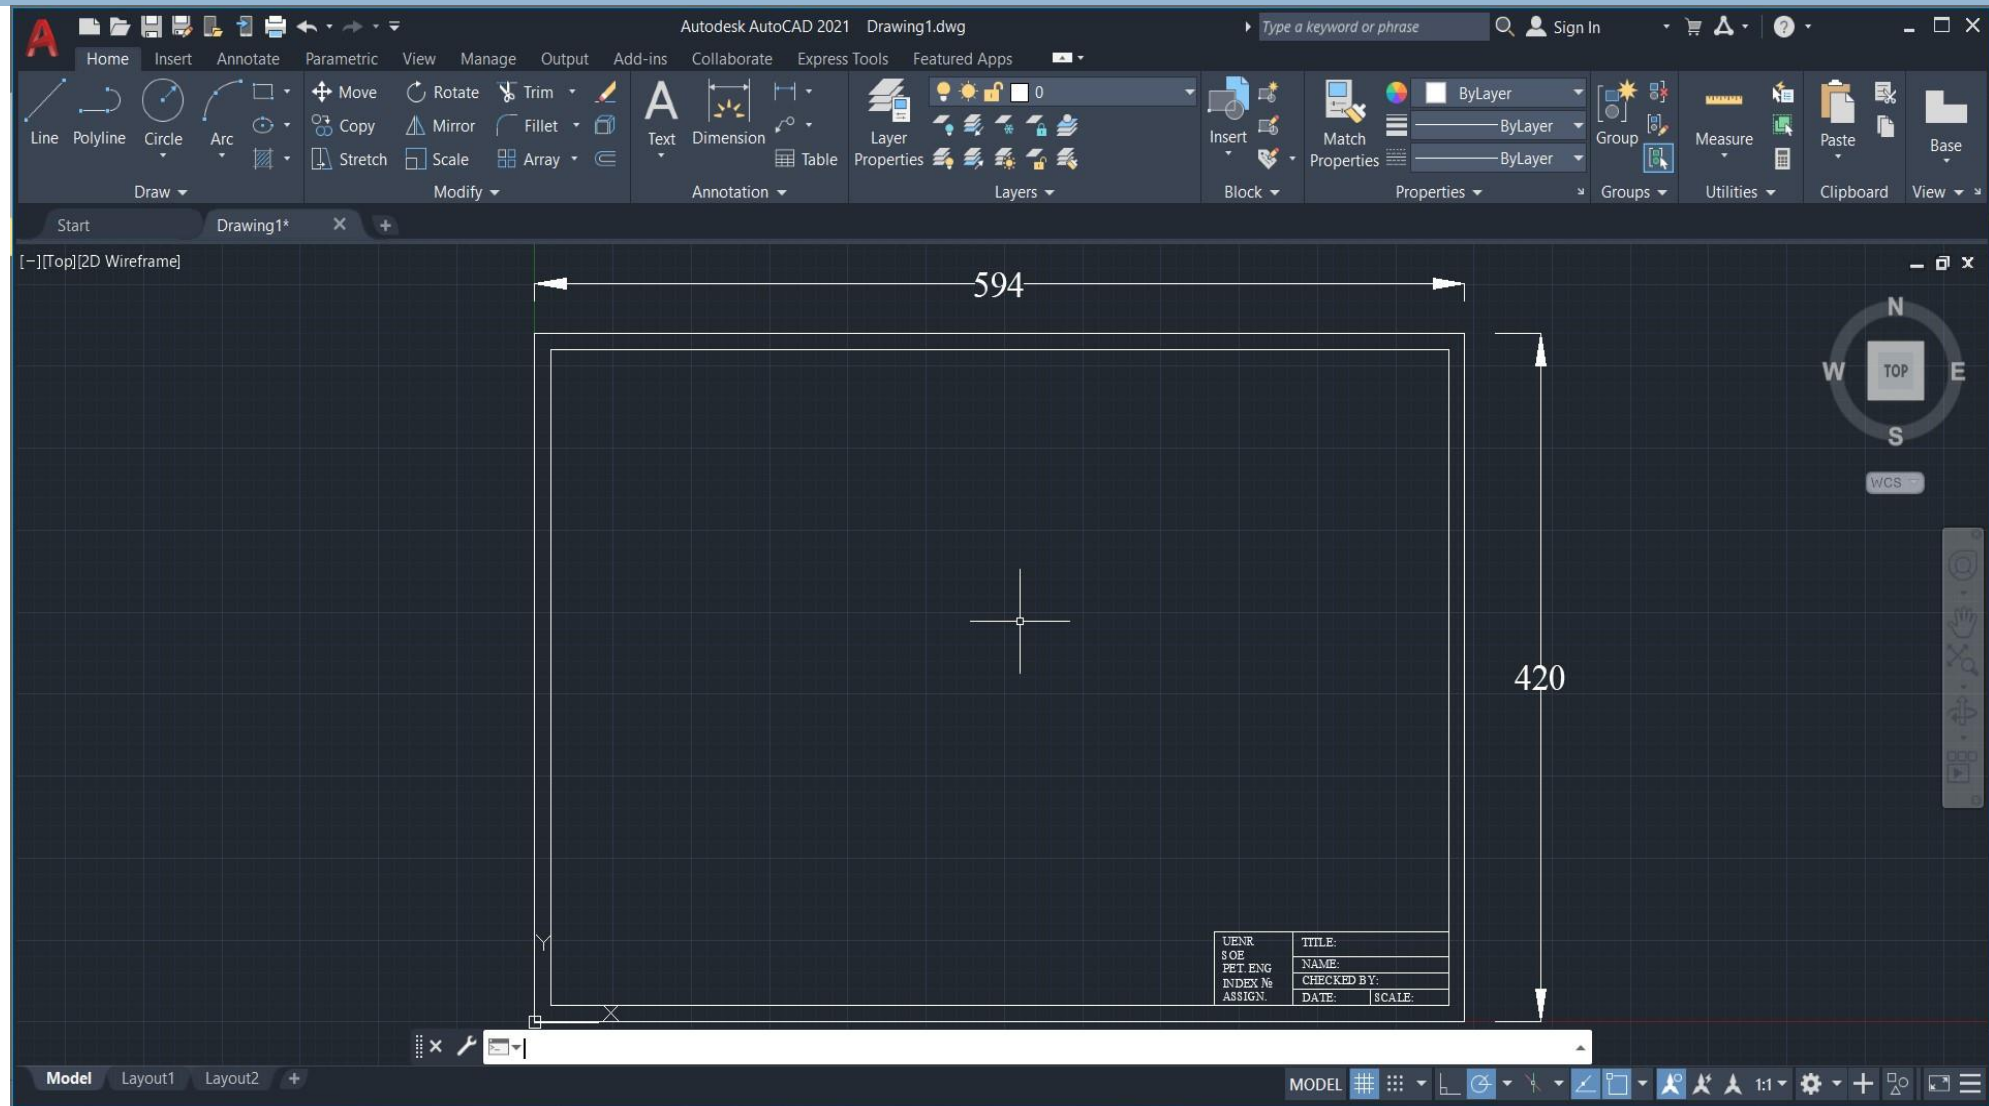 Autodesk AutoCAD 2021 Drawing1.dwg
Type a keyword or phrase
Sign In
Home Insert Annotate Parametric View Manage Output Add-ins Collaborate Express Tools Featured Apps
Line Polyline Circle Arc
Draw
Move Rotate Trim
Copy Mirror Fillet
Stretch Scale Array
Modify
Text Dimension
Table
Annotation
Layer
Properties
0
Layers
Insert
Block
Match
Properties
ByLayer
ByLayer
ByLayer
Properties
Group
Groups
Measure
Utilities
Paste
Clipboard
Base
View
Start Drawing1*
[−][Top][2D Wireframe]
594
420
N
W TOP E
S
WCS
Y
X
UENR
SOE
PET. ENG
INDEX №
ASSIGN.
TITLE:
NAME:
CHECKED BY:
DATE: SCALE:
Model Layout1 Layout2
MODEL 1:1